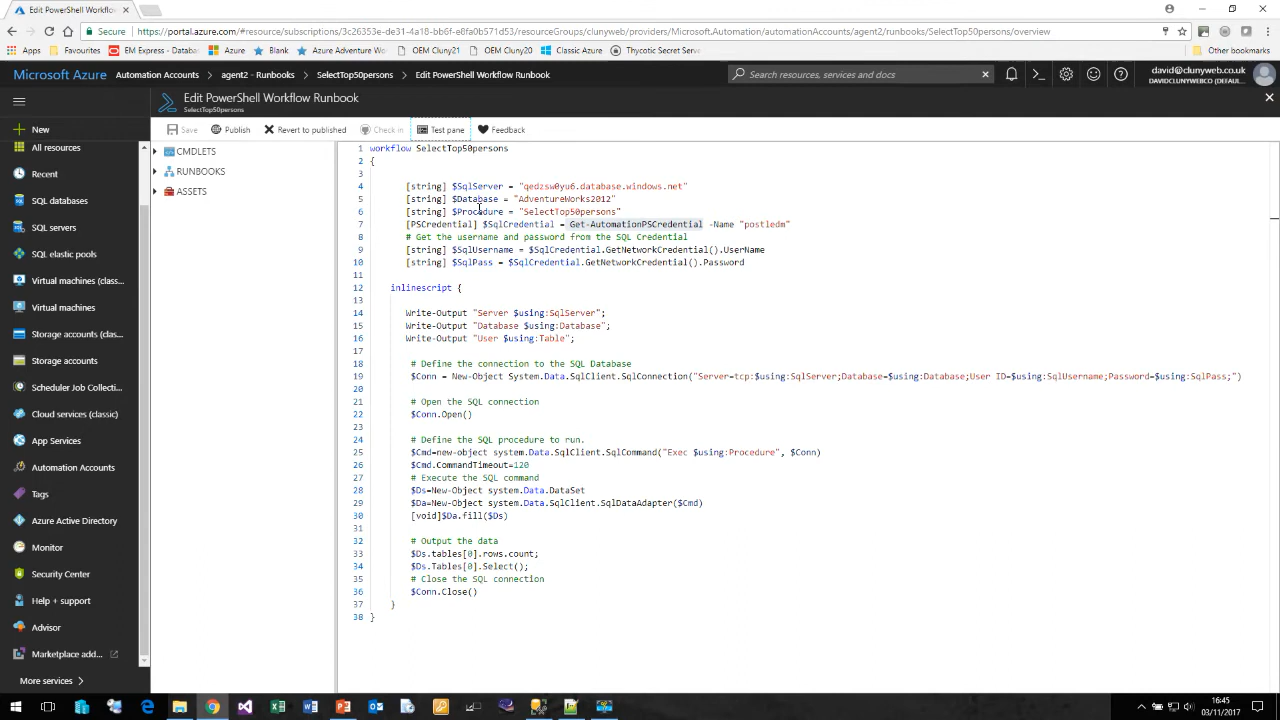 Edit PowerShell Workflow
Secure
https://portal.azure.com/#resource/subscriptions/3c26353e-de31-4a18-bb6f-e8fa0b571d53/resourceGroups/clunyweb/providers/Microsoft.Automation/automationAccounts/agent2/runbooks/SelectTop50persons/overview
Apps Favourites EM Express - Databa Azure Blank Azure Adventure Work OEM Cluny21 OEM Cluny20 Classic Azure Thycotic Secret Serve Other bookmarks
Microsoft Azure Automation Accounts > agent2 - Runbooks > SelectTop50persons > Edit PowerShell Workflow Runbook
Search resources, services and docs
david@clunyweb.co.uk
DAVIDCLUNYWEBCO (DEFAUL...
Edit PowerShell Workflow Runbook
SelectTop50persons
Save Publish Revert to published Check in Test pane Feedback
New
All resources
Recent
SQL databases
SQL servers
SQL elastic pools
Virtual machines (class...
Virtual machines
Storage accounts (clas...
Storage accounts
Scheduler Job Collecti...
Cloud services (classic)
App Services
Automation Accounts
Tags
Azure Active Directory
Monitor
Security Center
Help + support
Advisor
Marketplace add...
More services
CMDLETS
RUNBOOKS
ASSETS
1 workflow SelectTop50persons
2 {
3
4 [string] $SqlServer = "qedzsw0yu6.database.windows.net"
5 [string] $Database = "AdventureWorks2012"
6 [string] $Procedure = "SelectTop50persons"
7 [PSCredential] $SqlCredential = Get-AutomationPSCredential -Name "postledm"
8 # Get the username and password from the SQL Credential
9 [string] $SqlUsername = $SqlCredential.GetNetworkCredential().UserName
10 [string] $SqlPass = $SqlCredential.GetNetworkCredential().Password
11
12 inlinescript {
13
14 Write-Output "Server $using:SqlServer";
15 Write-Output "Database $using:Database";
16 Write-Output "User $using:Table";
17
18 # Define the connection to the SQL Database
19 $Conn = New-Object System.Data.SqlClient.SqlConnection("Server=tcp:$using:SqlServer;Database=$using:Database;User ID=$using:SqlUsername;Password=$using:SqlPass;")
20
21 # Open the SQL connection
22 $Conn.Open()
23
24 # Define the SQL procedure to run.
25 $Cmd=new-object system.Data.SqlClient.SqlCommand("Exec $using:Procedure", $Conn)
26 $Cmd.CommandTimeout=120
27 # Execute the SQL command
28 $Ds=New-Object system.Data.DataSet
29 $Da=New-Object system.Data.SqlClient.SqlDataAdapter($Cmd)
30 [void]$Da.fill($Ds)
31
32 # Output the data
33 $Ds.tables[0].rows.count;
34 $Ds.Tables[0].Select();
35 # Close the SQL connection
36 $Conn.Close()
37 }
38 }
16:45
03/11/2017